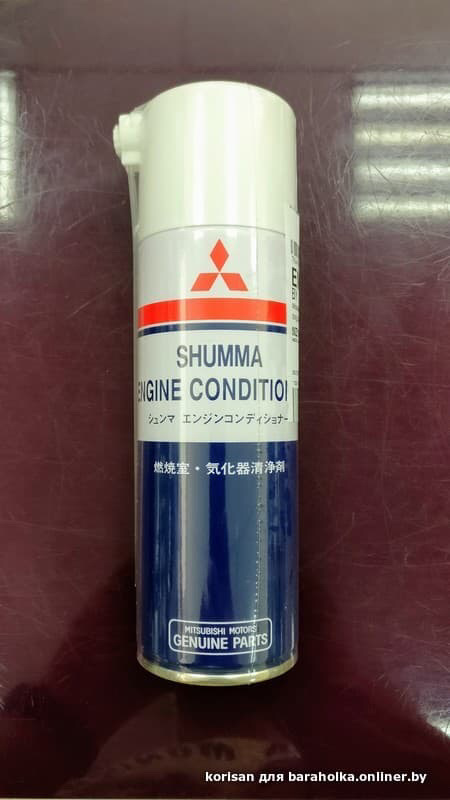 SHUMMA
ENGINE CONDITION
シュンマ エンジンコンディショナー
燃焼室・気化器清浄剤
MITSUBISHI MOTORS
GENUINE PARTS
korisan для baraholka.onliner.by